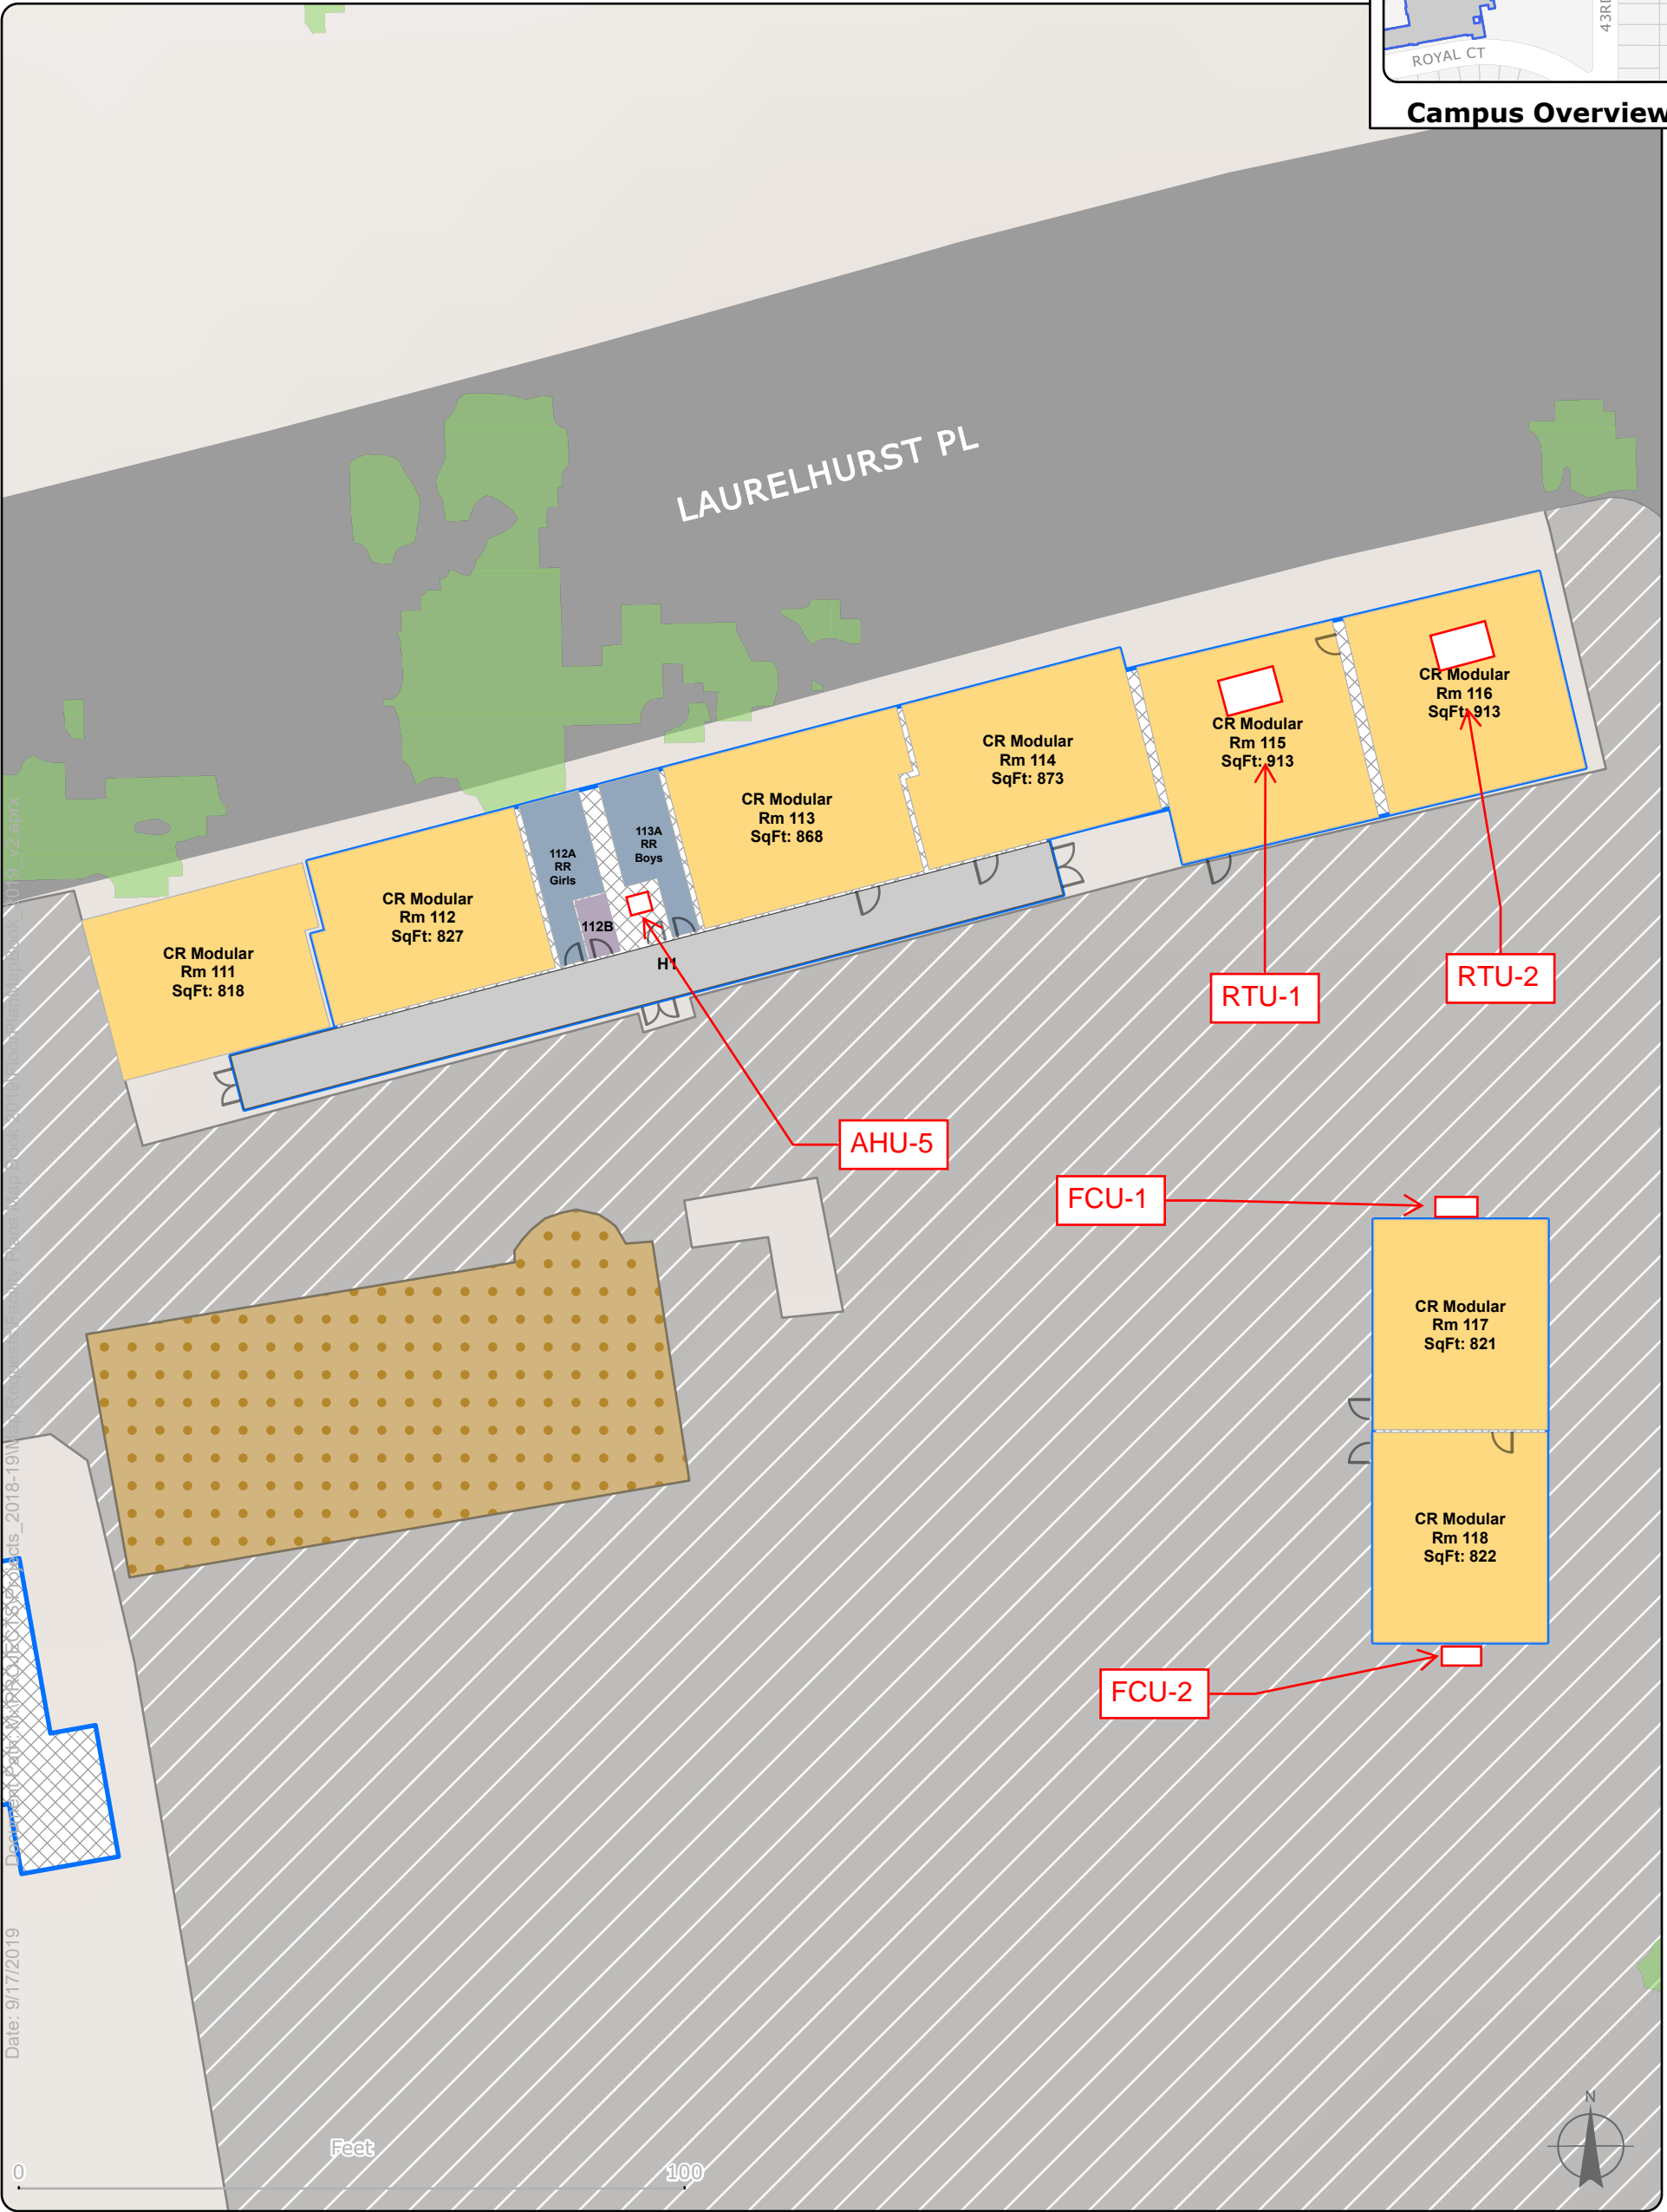 ROYAL CT
43RD
Campus Overview
LAURELHURST PL
CR Modular
Rm 116
SqFt: 913
CR Modular
Rm 115
SqFt: 913
CR Modular
Rm 114
SqFt: 873
CR Modular
Rm 113
SqFt: 868
113A
RR
Boys
112A
RR
Girls
112B
CR Modular
Rm 112
SqFt: 827
CR Modular
Rm 111
SqFt: 818
H1
RTU-1
RTU-2
AHU-5
FCU-1
CR Modular
Rm 117
SqFt: 821
CR Modular
Rm 118
SqFt: 822
FCU-2
Date: 9/17/2019
N
Feet
0
100